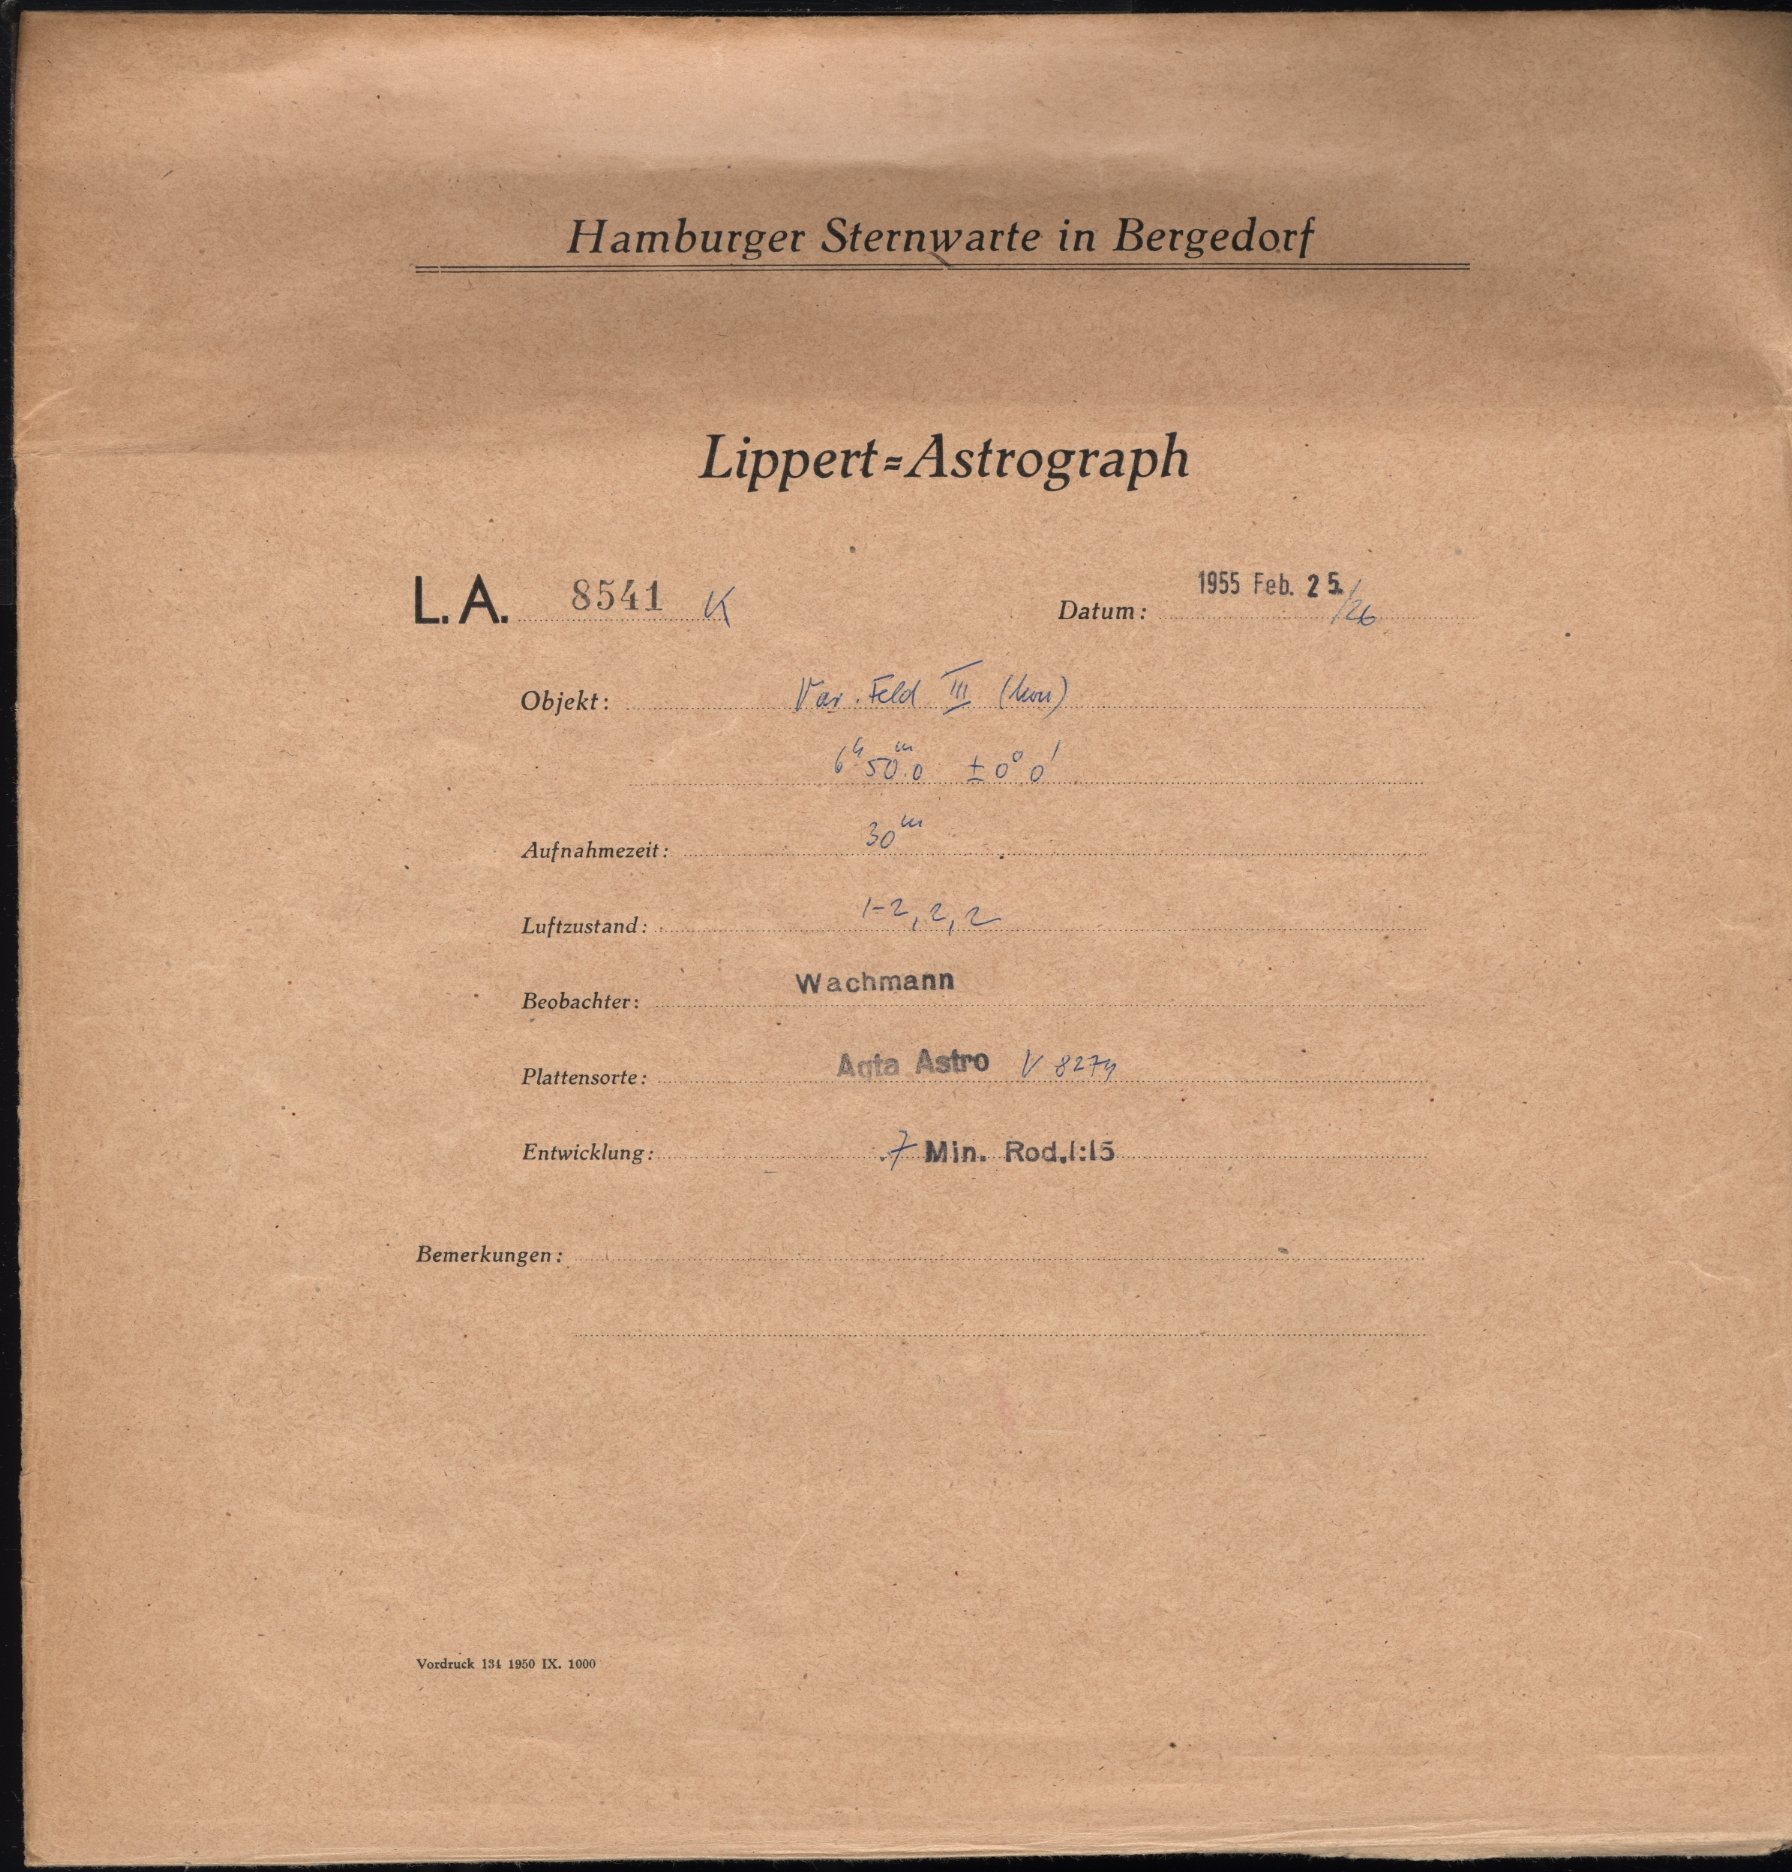 Hamburger Sternwarte in Bergedorf
Lippert=Astrograph
L. A. 8541 K
Datum: 1955 Feb. 25./26
Objekt: Var. Feld III (kon)
6ʰ 50ᵐ.0 ± 0° 0'
Aufnahmezeit: 30ᵐ
Luftzustand: 1-2, 2, 2
Beobachter: Wachmann
Plattensorte: Agfa Astro V 8274
Entwicklung: 7 Min. Rod. 1:15
Bemerkungen:
Vordruck 134 1950 IX. 1000